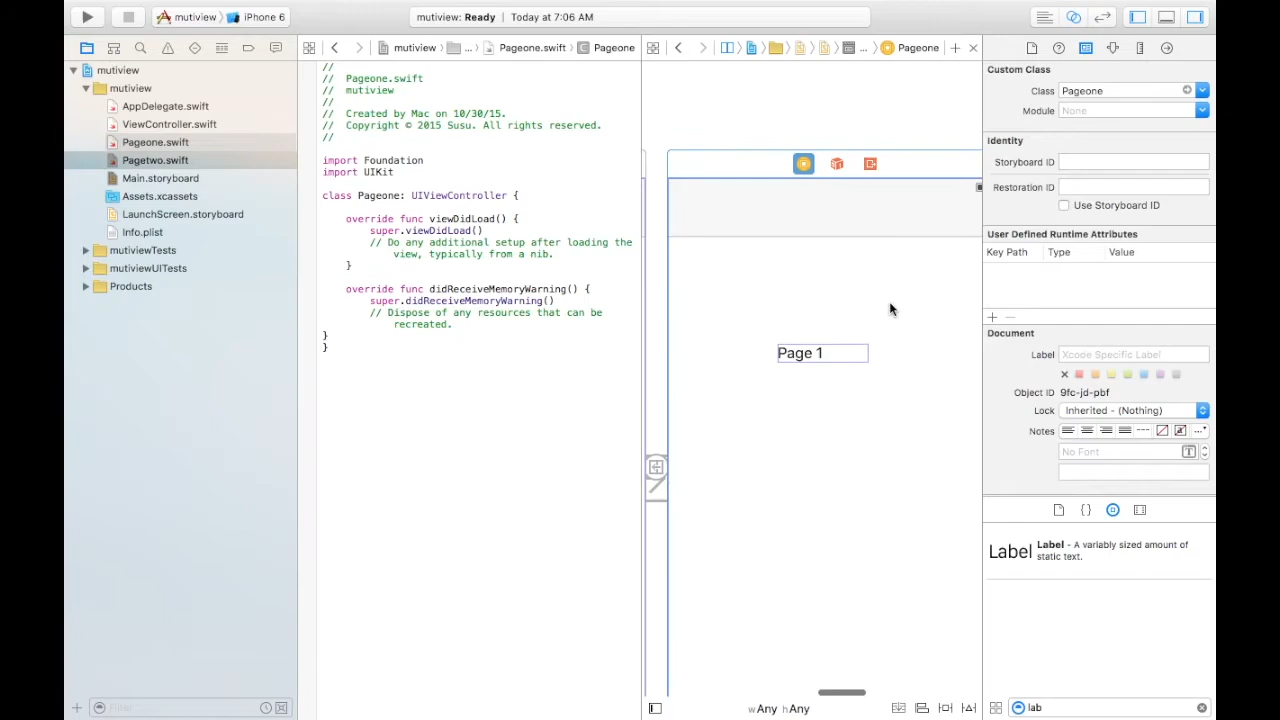 mutiview
iPhone 6
mutiview: Ready
Today at 7:06 AM
mutiview
...
Pageone.swift
Pageone
...
Pageone
mutiview
mutiview
AppDelegate.swift
ViewController.swift
Pageone.swift
Pagetwo.swift
Main.storyboard
Assets.xcassets
LaunchScreen.storyboard
Info.plist
mutiviewTests
mutiviewUITests
Products
Filter
//
// Pageone.swift
// mutiview
//
// Created by Mac on 10/30/15.
// Copyright © 2015 Susu. All rights reserved.
//
import Foundation
import UIKit
class Pageone: UIViewController {
override func viewDidLoad() {
super.viewDidLoad()
// Do any additional setup after loading the
view, typically from a nib.
}
override func didReceiveMemoryWarning() {
super.didReceiveMemoryWarning()
// Dispose of any resources that can be
recreated.
}
}
Page 1
wAny hAny
Custom Class
Class Pageone
Module None
Identity
Storyboard ID
Restoration ID
Use Storyboard ID
User Defined Runtime Attributes
Key Path Type Value
Document
Label Xcode Specific Label
Object ID 9fc-jd-pbf
Lock Inherited - (Nothing)
Notes
No Font
Label
Label - A variably sized amount of
static text.
lab